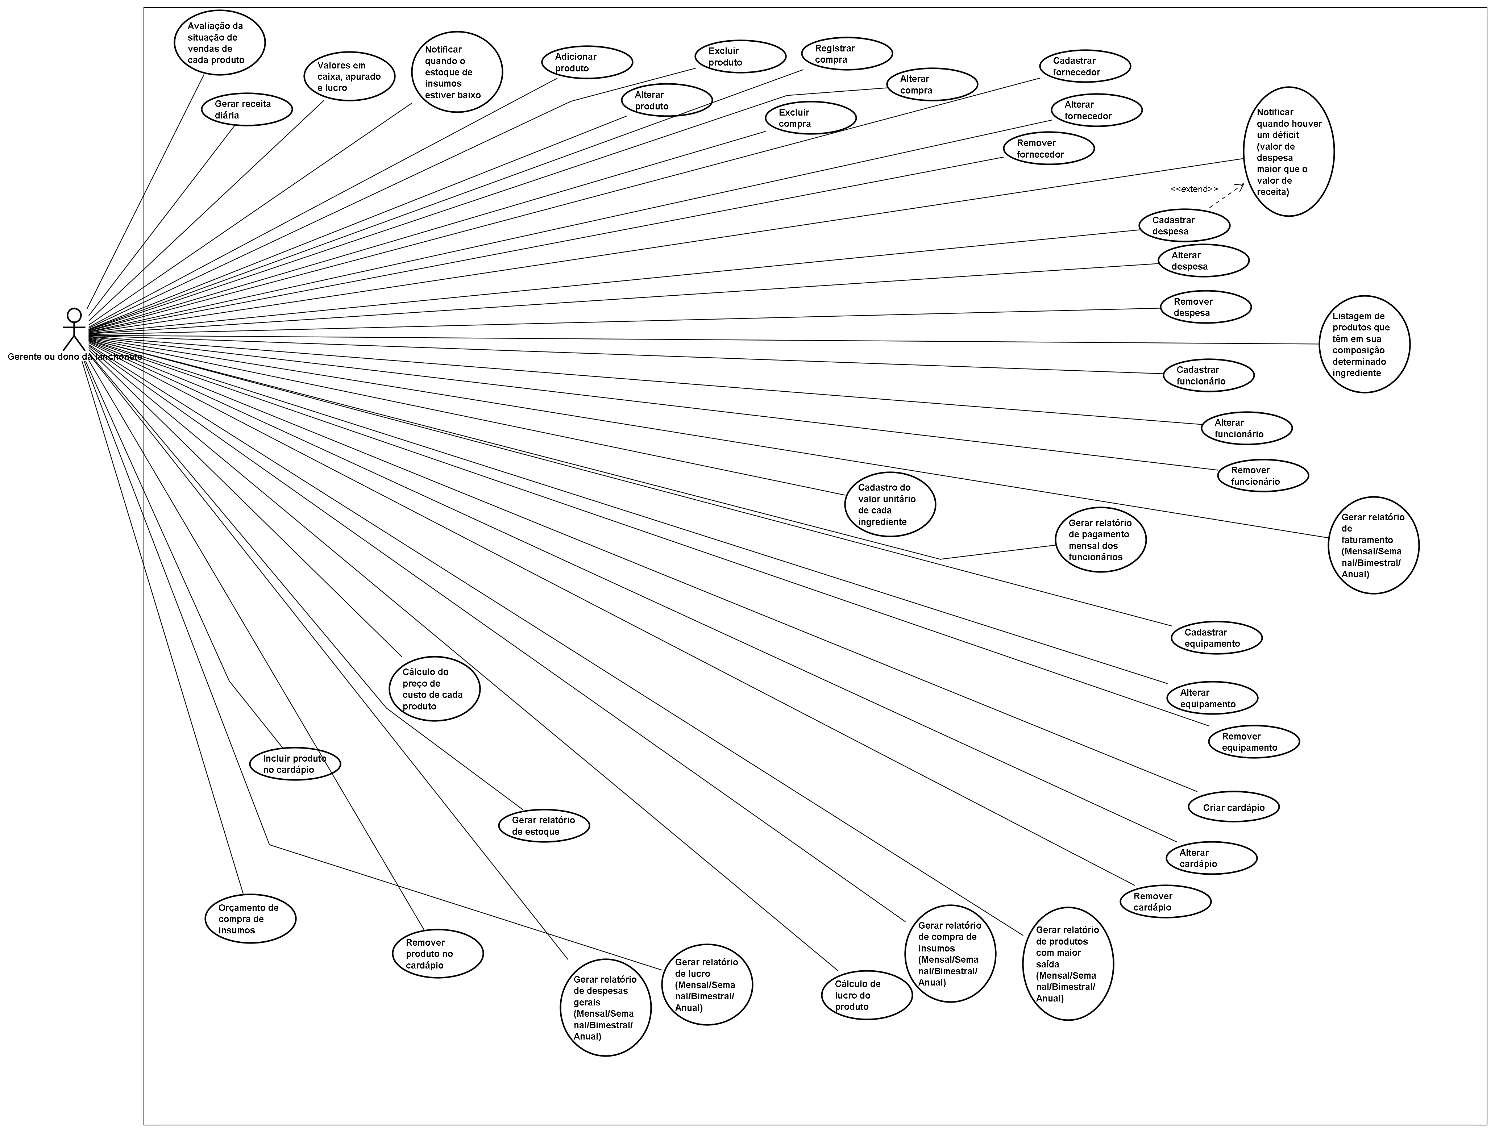 Avaliação da
situação de
vendas de
cada produto
Gerar receita
diária
Valores em
caixa, apurado
e lucro
Notificar
quando o
estoque de
insumos
estiver baixo
Adicionar
produto
Excluir
produto
Alterar
produto
Registrar
compra
Alterar
compra
Excluir
compra
Cadastrar
fornecedor
Alterar
fornecedor
Remover
fornecedor
Notificar
quando houver
um déficit
(valor de
despesa
maior que o
valor de
receita)
<<extend>>
Cadastrar
despesa
Alterar
despesa
Remover
despesa
Listagem de
produtos que
têm em sua
composição
determinado
ingrediente
Gerente ou dono da lanchonete
Cadastrar
funcionário
Alterar
funcionário
Remover
funcionário
Cadastro do
valor unitário
de cada
ingrediente
Gerar relatório
de pagamento
mensal dos
funcionários
Gerar relatório
de
faturamento
(Mensal/Sema
nal/Bimestral/
Anual)
Cadastrar
equipamento
Alterar
equipamento
Remover
equipamento
Cálculo do
preço de
custo de cada
produto
Incluir produto
no cardápio
Gerar relatório
de estoque
Criar cardápio
Alterar
cardápio
Remover
cardápio
Orçamento de
compra de
insumos
Remover
produto no
cardápio
Gerar relatório
de despesas
gerais
(Mensal/Sema
nal/Bimestral/
Anual)
Gerar relatório
de lucro
(Mensal/Sema
nal/Bimestral/
Anual)
Cálculo de
lucro do
produto
Gerar relatório
de compra de
insumos
(Mensal/Sema
nal/Bimestral/
Anual)
Gerar relatório
de produtos
com maior
saída
(Mensal/Sema
nal/Bimestral/
Anual)